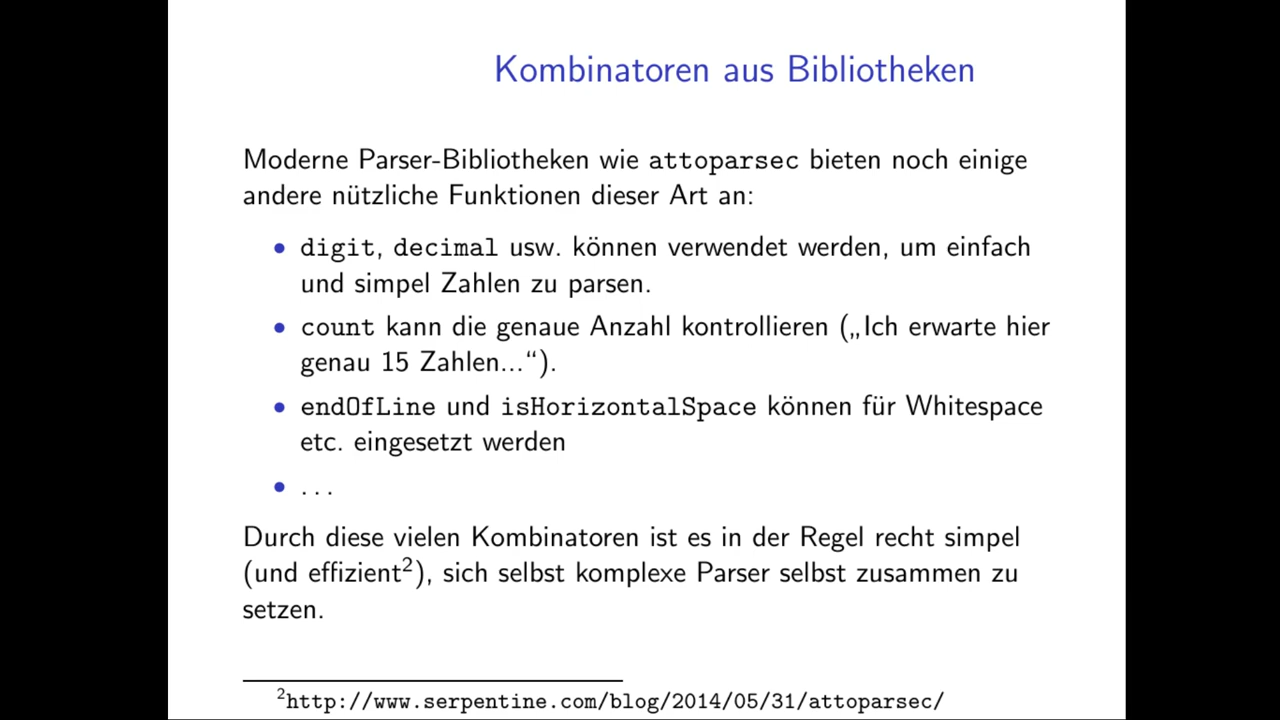 Kombinatoren aus Bibliotheken
Moderne Parser-Bibliotheken wie attoparsec bieten noch einige
andere nützliche Funktionen dieser Art an:
• digit, decimal usw. können verwendet werden, um einfach
und simpel Zahlen zu parsen.
• count kann die genaue Anzahl kontrollieren („Ich erwarte hier
genau 15 Zahlen...“).
• endOfLine und isHorizontalSpace können für Whitespace
etc. eingesetzt werden
• . . .
Durch diese vielen Kombinatoren ist es in der Regel recht simpel
(und effizient²), sich selbst komplexe Parser selbst zusammen zu
setzen.
²http://www.serpentine.com/blog/2014/05/31/attoparsec/